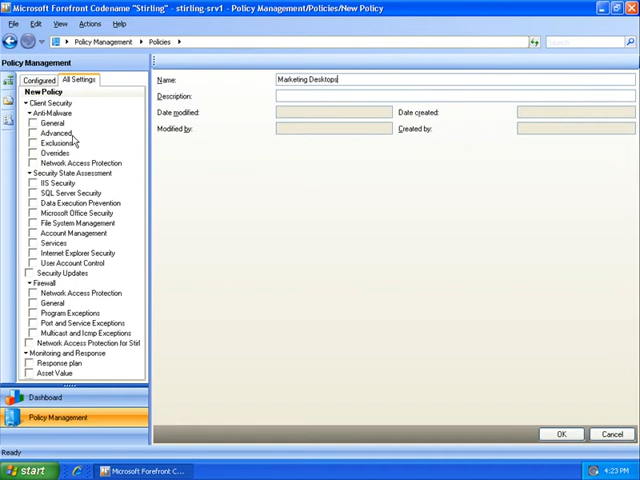 Microsoft Forefront Codename "Stirling" - stirling-srv1 - Policy Management/Policies/New Policy
File Edit View Actions Help
Policy Management Policies
Search
Policy Management
Configured All Settings
New Policy
Client Security
Anti-Malware
General
Advanced
Exclusions
Overrides
Network Access Protection
Security State Assessment
IIS Security
SQL Server Security
Data Execution Prevention
Microsoft Office Security
File System Management
Account Management
Services
Internet Explorer Security
User Account Control
Security Updates
Firewall
Network Access Protection
General
Program Exceptions
Port and Service Exceptions
Multicast and Icmp Exceptions
Network Access Protection for Stirl
Monitoring and Response
Response plan
Asset Value
Name: Marketing Desktops
Description:
Date modified: Date created:
Modified by: Created by:
Dashboard
Policy Management
OK Cancel
Ready
start Microsoft Forefront C... 4:23 PM